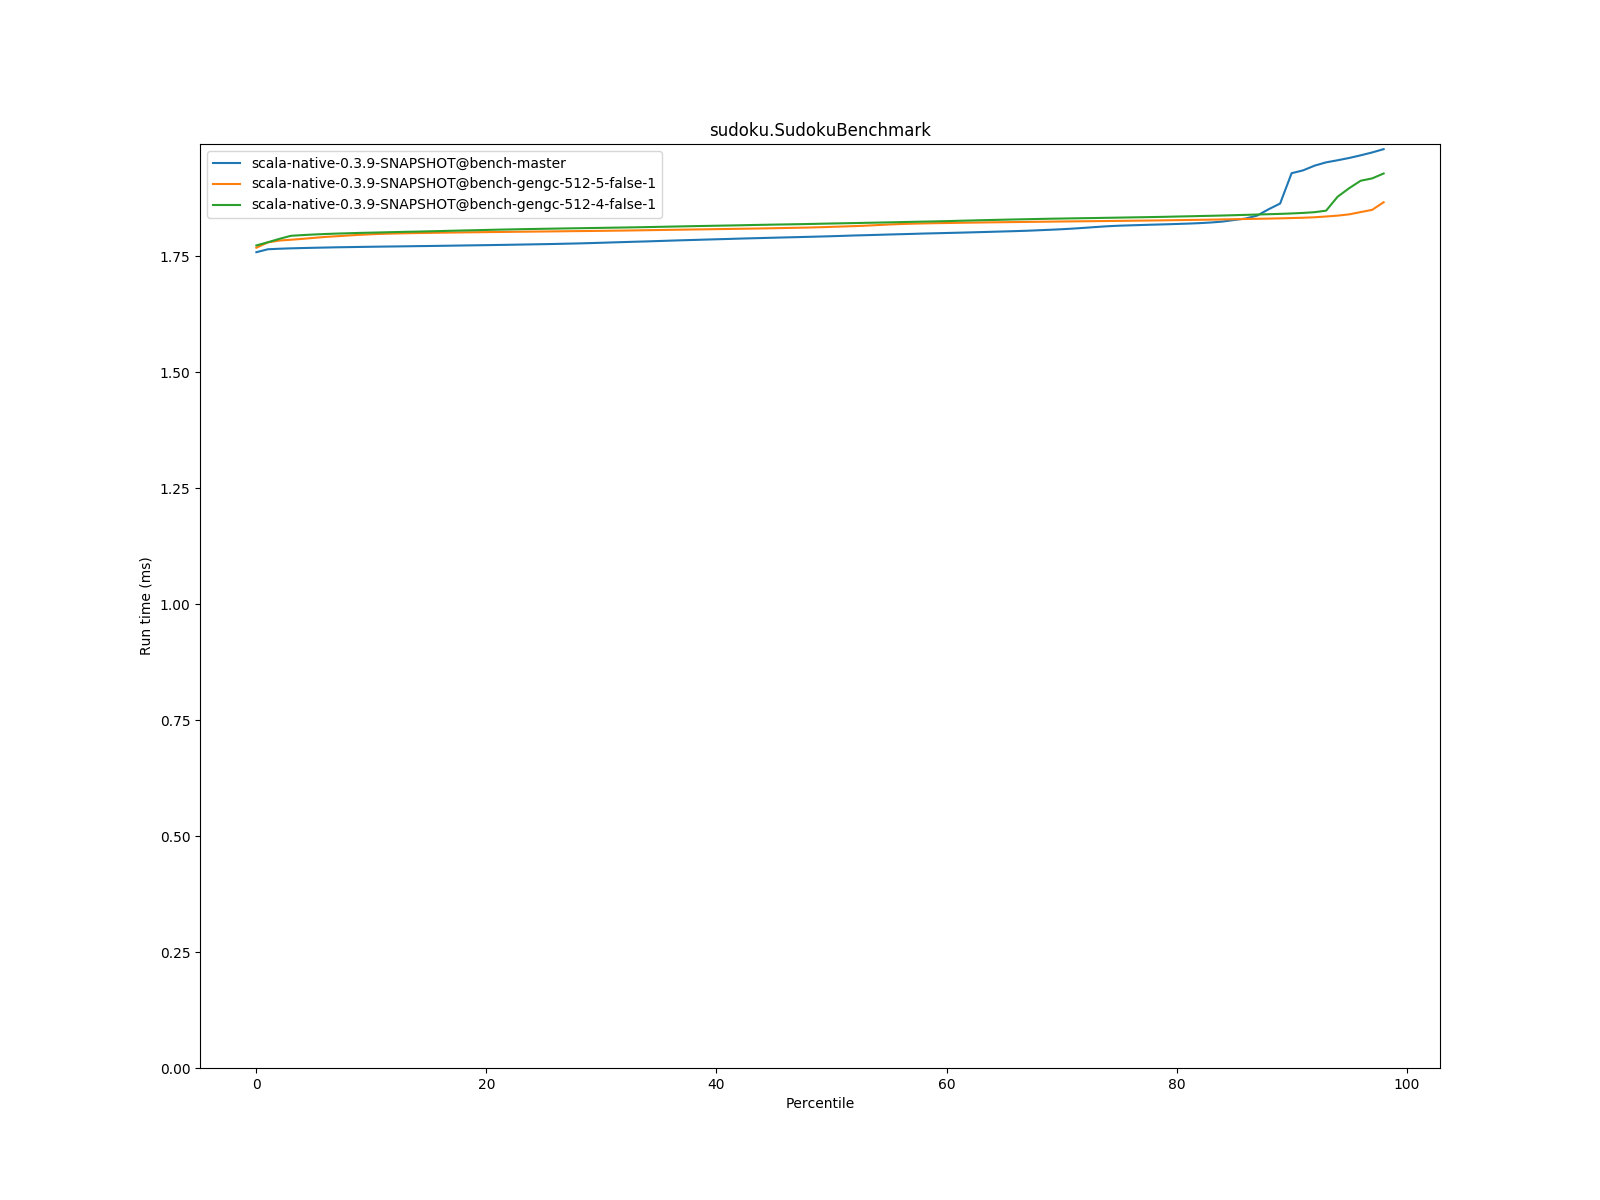 sudoku.SudokuBenchmark
scala-native-0.3.9-SNAPSHOT@bench-master
scala-native-0.3.9-SNAPSHOT@bench-gengc-512-5-false-1
scala-native-0.3.9-SNAPSHOT@bench-gengc-512-4-false-1
1.75
1.50
1.25
1.00
0.75
0.50
0.25
0.00
Run time (ms)
0 20 40 60 80 100
Percentile